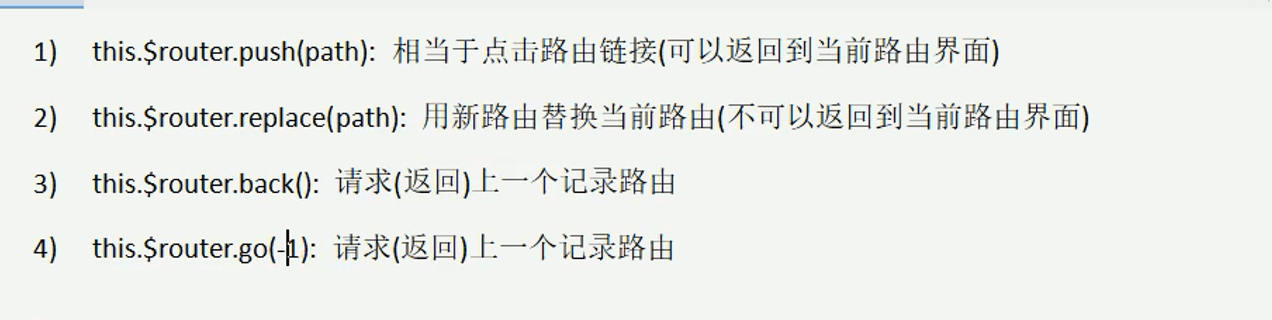 1) this.$router.push(path): 相当于点击路由链接(可以返回到当前路由界面)
2) this.$router.replace(path): 用新路由替换当前路由(不可以返回到当前路由界面)
3) this.$router.back(): 请求(返回)上一个记录路由
4) this.$router.go(-1): 请求(返回)上一个记录路由